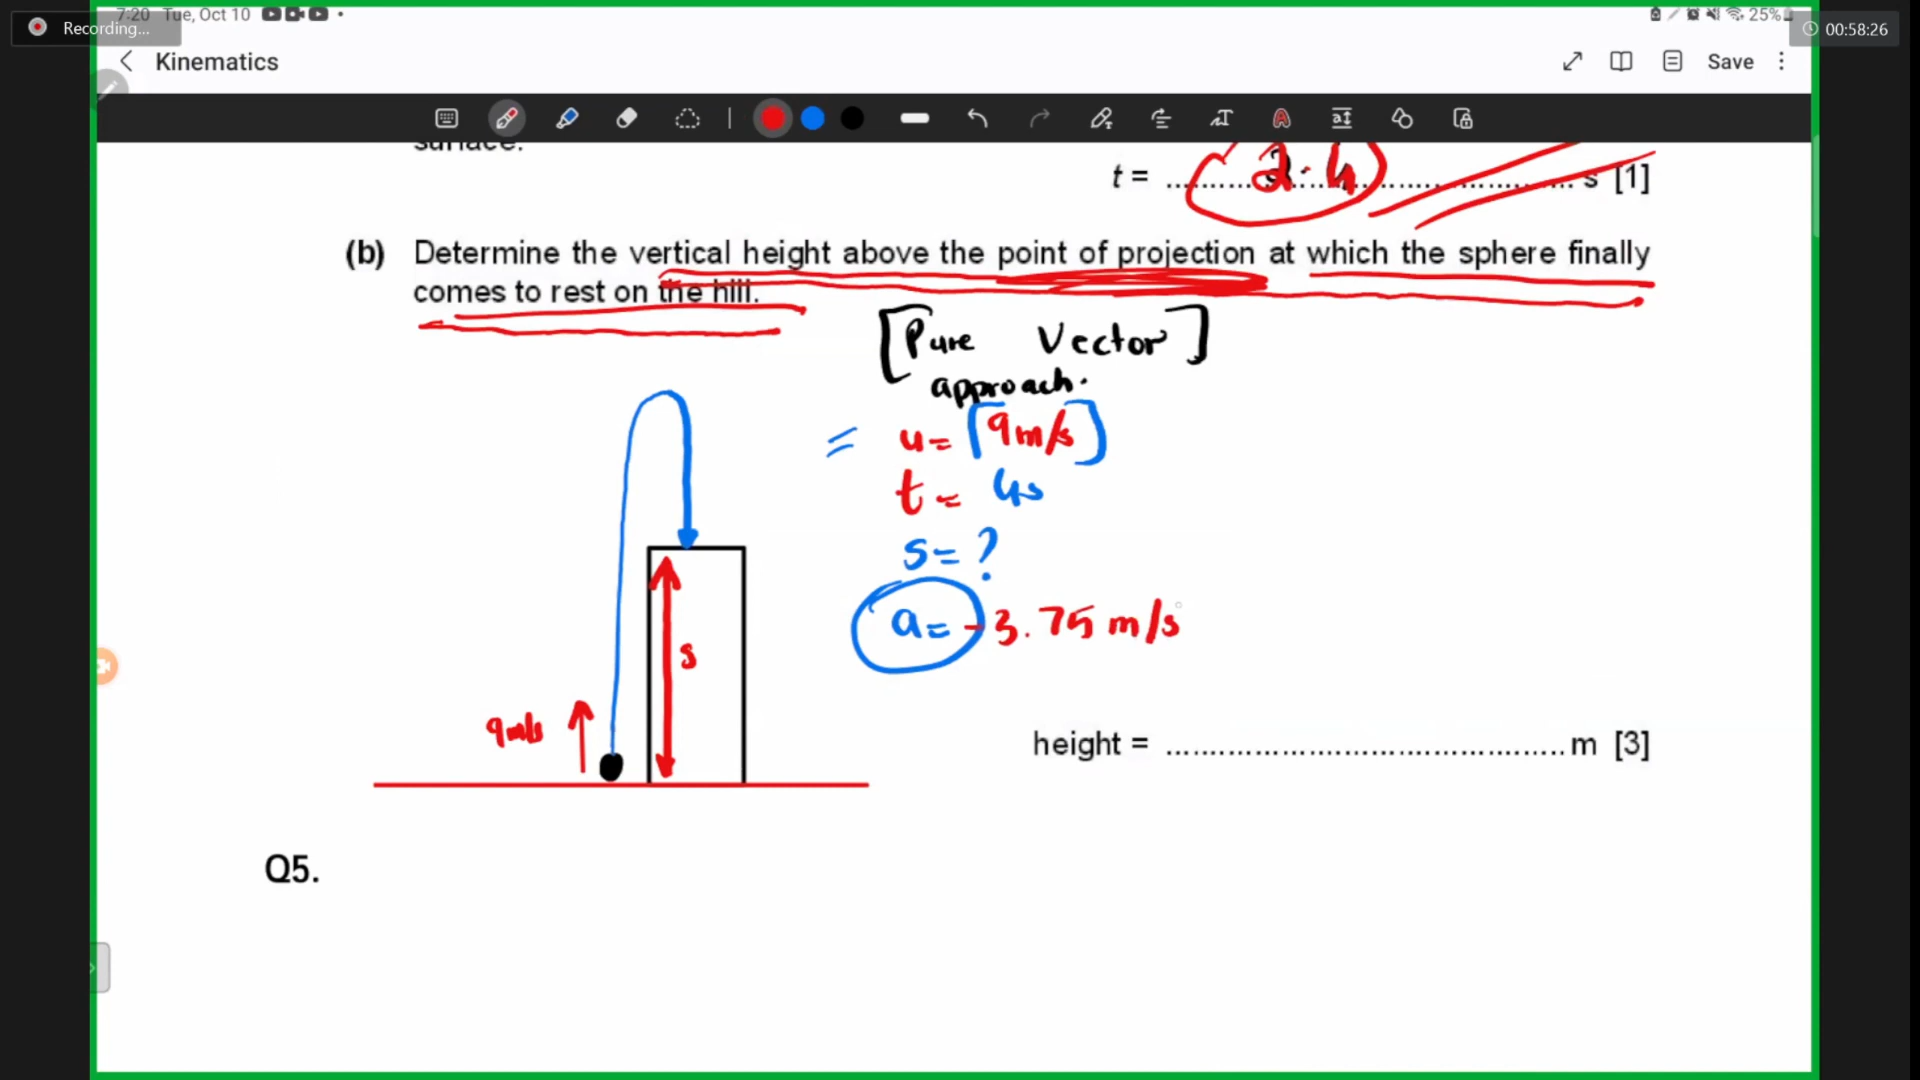 7:20 Tue, Oct 10
25%
Recording...
00:58:26
Kinematics
Save
surface.
t = 2.4 s [1]
(b) Determine the vertical height above the point of projection at which the sphere finally
comes to rest on the hill.
[Pure Vector]
approach.
= u= [9m/s]
t= 4s
s= ?
a= -3.75 m/s
s
9m/s
height = ........................................ m [3]
Q5.